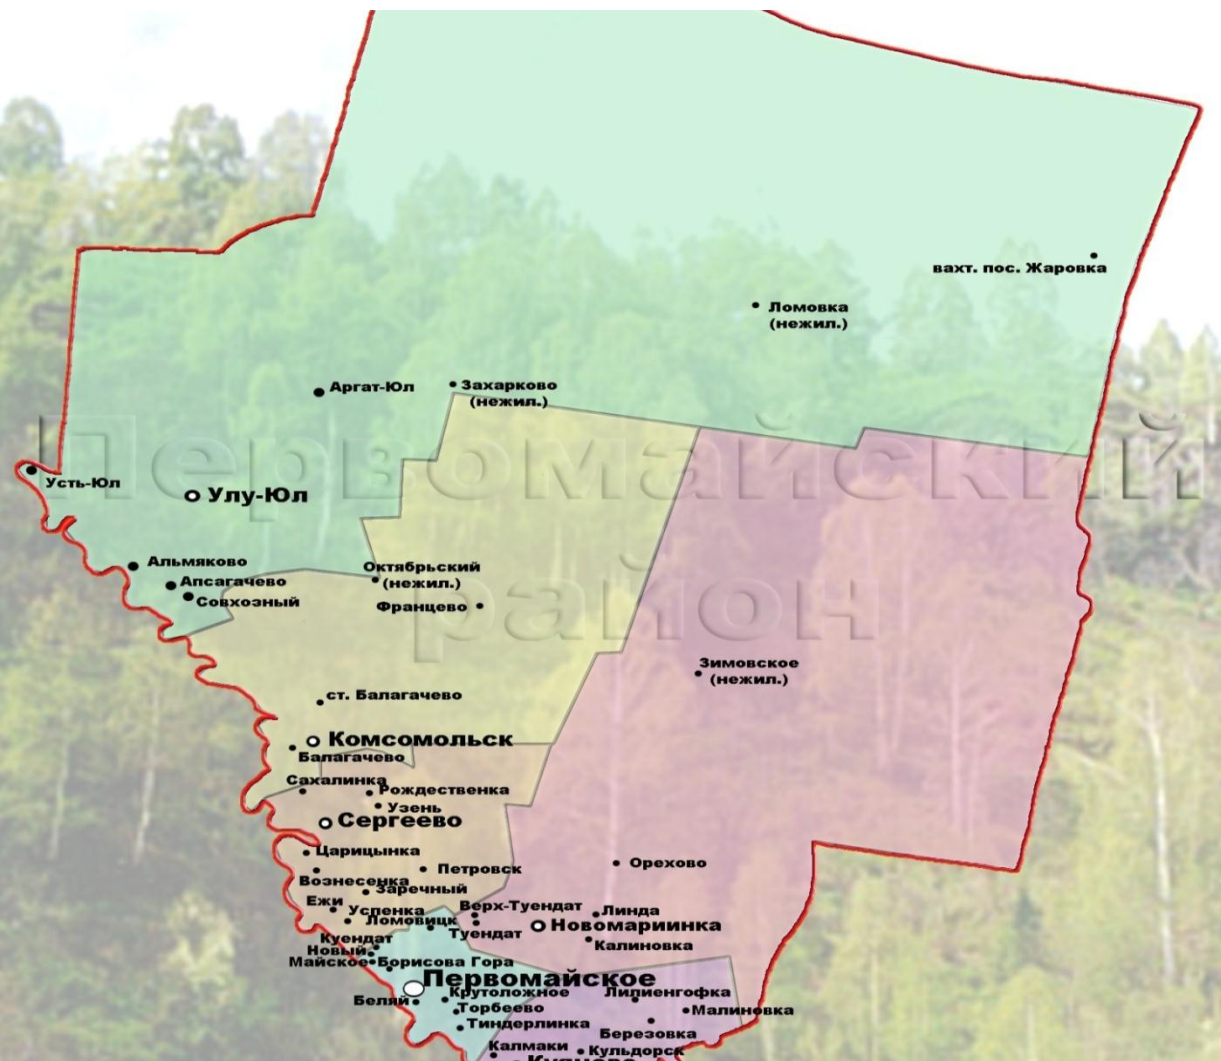 вахт. пос. Жаровка
Ломовка
(нежил.)
Аргат-Юл
Захарково
(нежил.)
Первомайский
район
Усть-Юл
Улу-Юл
Альмяково
Апсагачево
Совхозный
Октябрьский
(нежил.)
Францево
Зимовское
(нежил.)
ст. Балагачево
Комсомольск
Балагачево
Сахалинка
Рождественка
Узень
Сергеево
Царицынка
Орехово
Петровск
Вознесенка
Заречный
Ежи
Успенка
Верх-Туендат
Линда
Ломовицк
Новомариинка
Туендат
Куендат
Калиновка
Новый
Майское
Борисова Гора
Первомайское
Беляй
Крутоложное
Лилиенгофка
Торбеево
Малиновка
Тиндерлинка
Березовка
Калмаки
Кульдорск